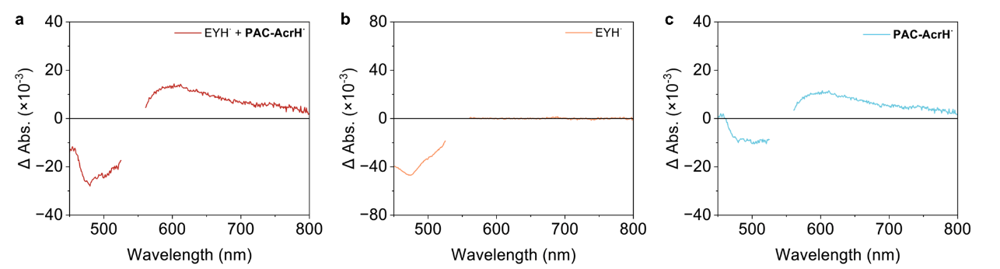 a
EYH· + PAC-AcrH·
40
20
0
−20
−40
Δ Abs. (×10⁻³)
500
600
700
800
Wavelength (nm)
b
EYH·
80
40
0
−40
−80
Δ Abs. (×10⁻³)
500
600
700
800
Wavelength (nm)
c
PAC-AcrH·
40
20
0
−20
−40
Δ Abs. (×10⁻³)
500
600
700
800
Wavelength (nm)